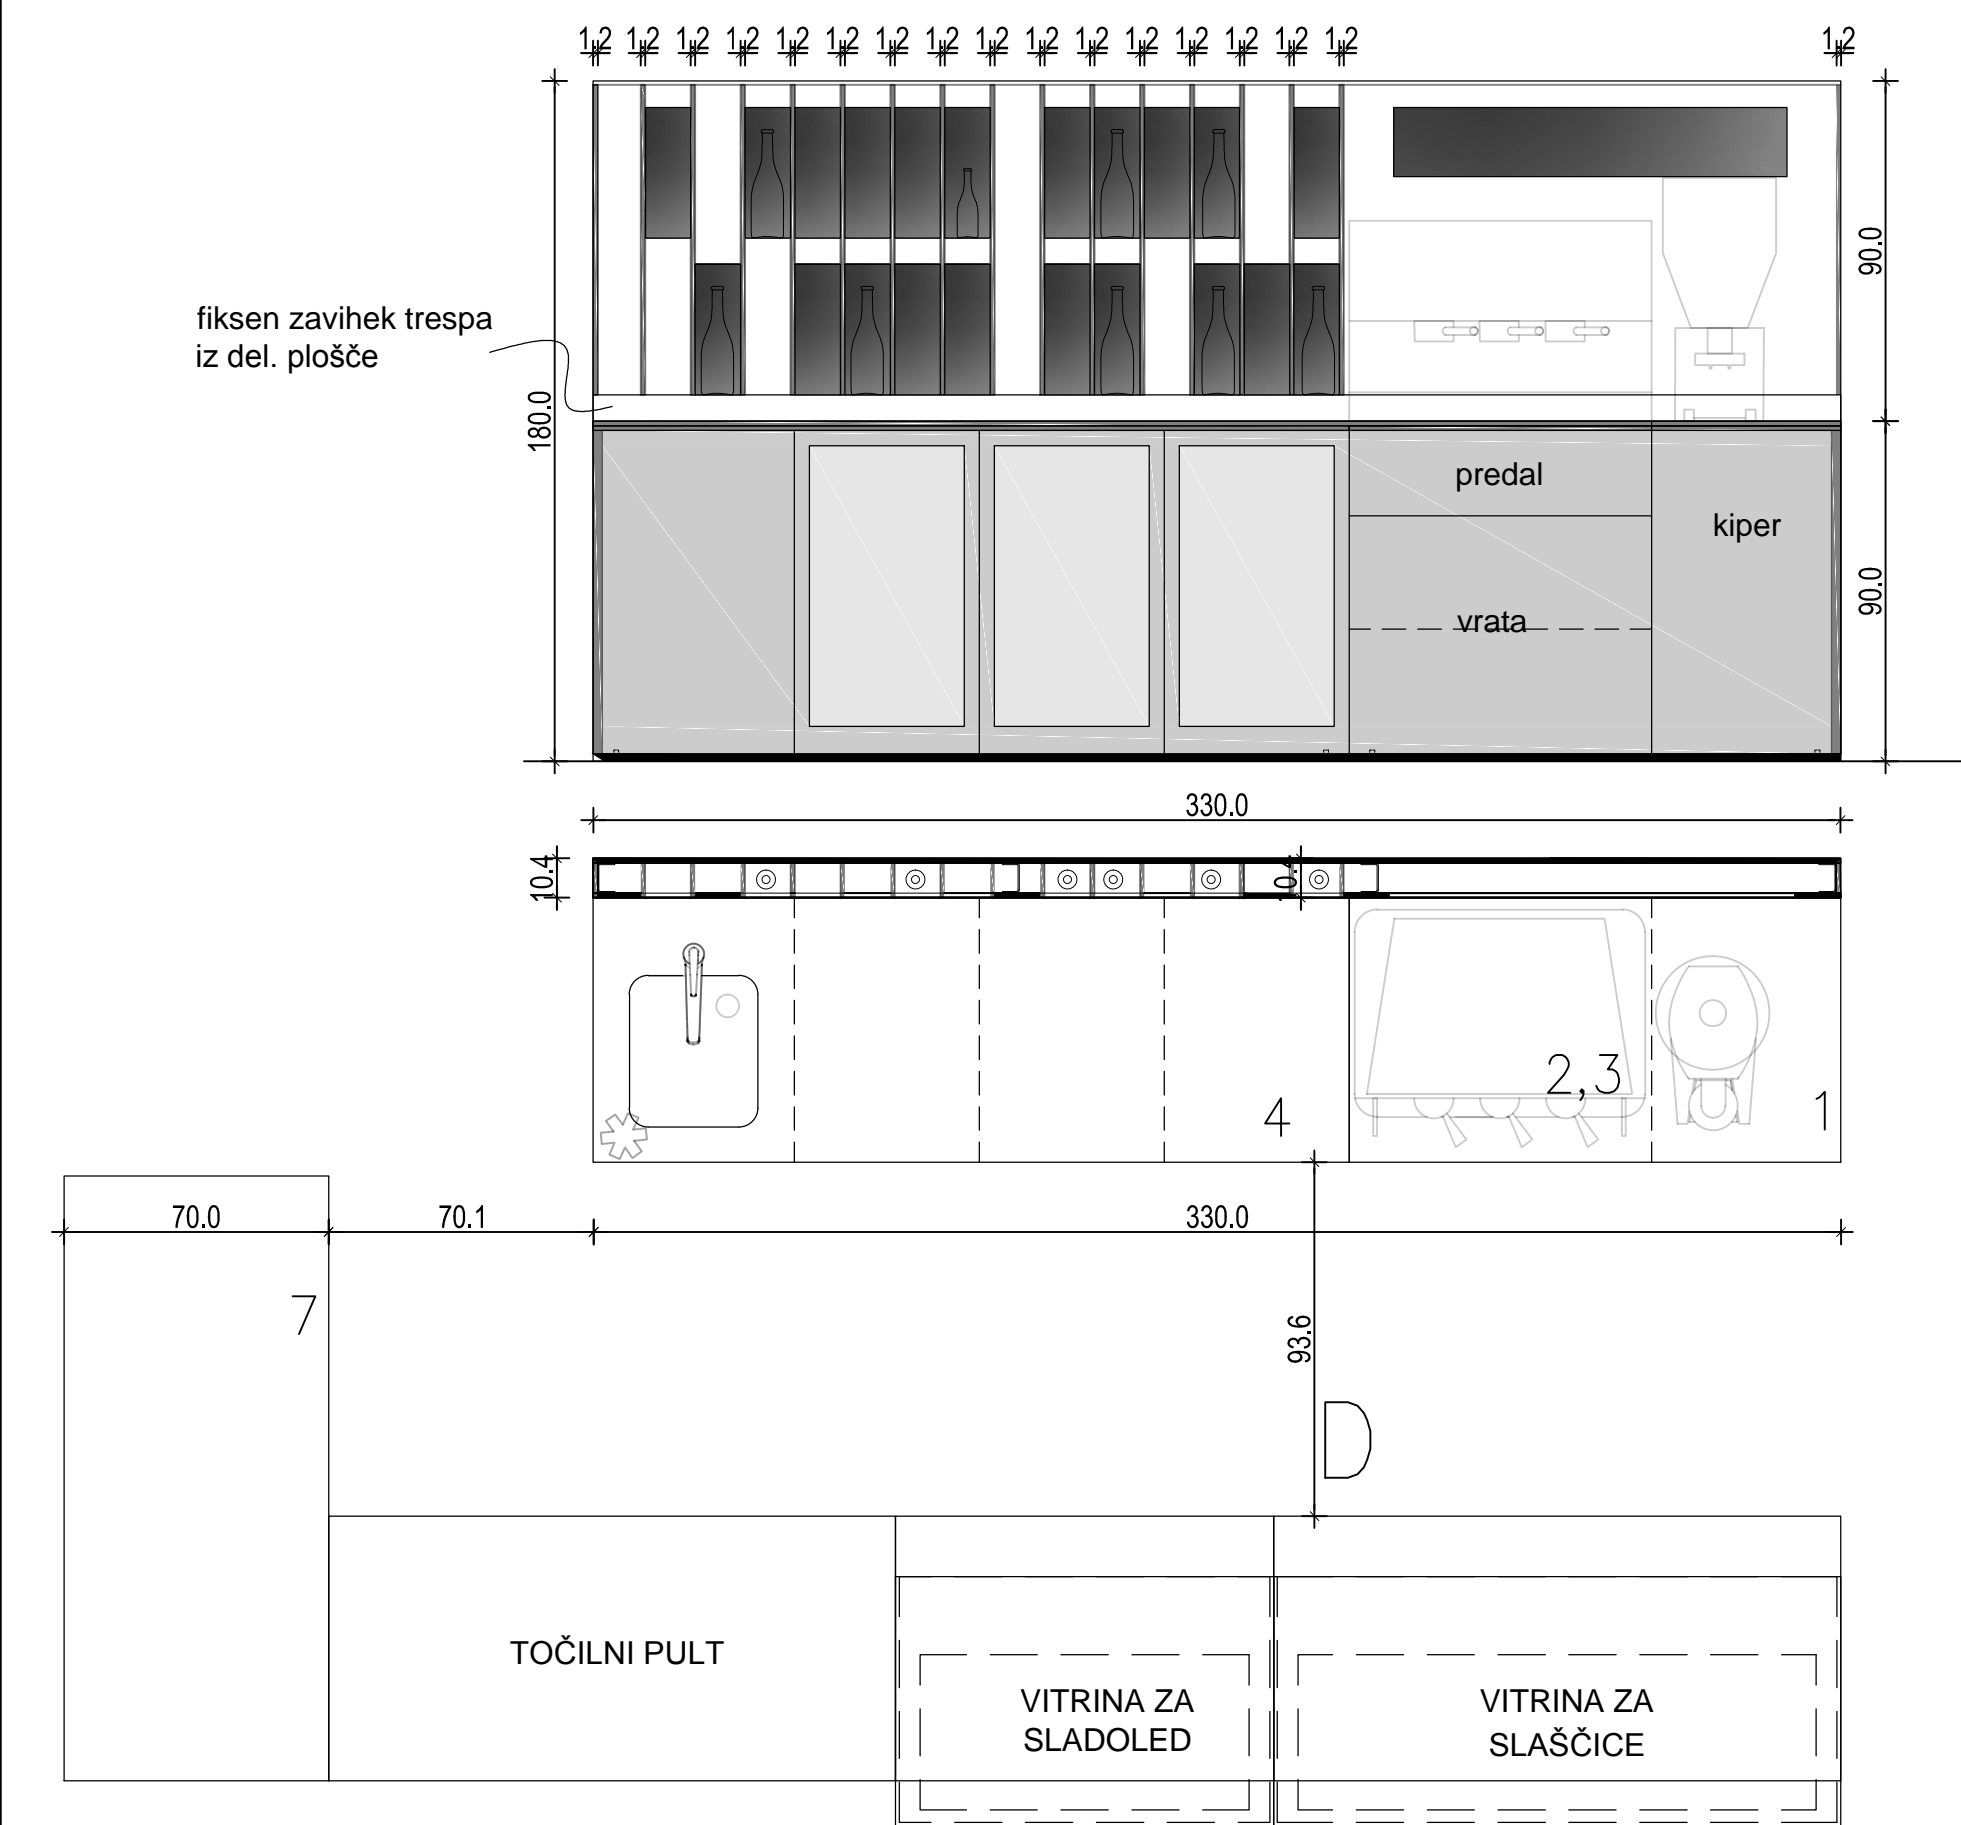 1.2 1.2 1.2 1.2 1.2 1.2 1.2 1.2 1.2 1.2 1.2 1.2 1.2 1.2 1.2 1.2 1.2
90.0
fiksen zavihek trespa
iz del. plošče
180.0
predal
kiper
90.0
vrata
330.0
10.4
10.4
2,3
4
1
70.0
70.1
330.0
7
93.6
TOČILNI PULT
VITRINA ZA
SLADOLED
VITRINA ZA
SLAŠČICE